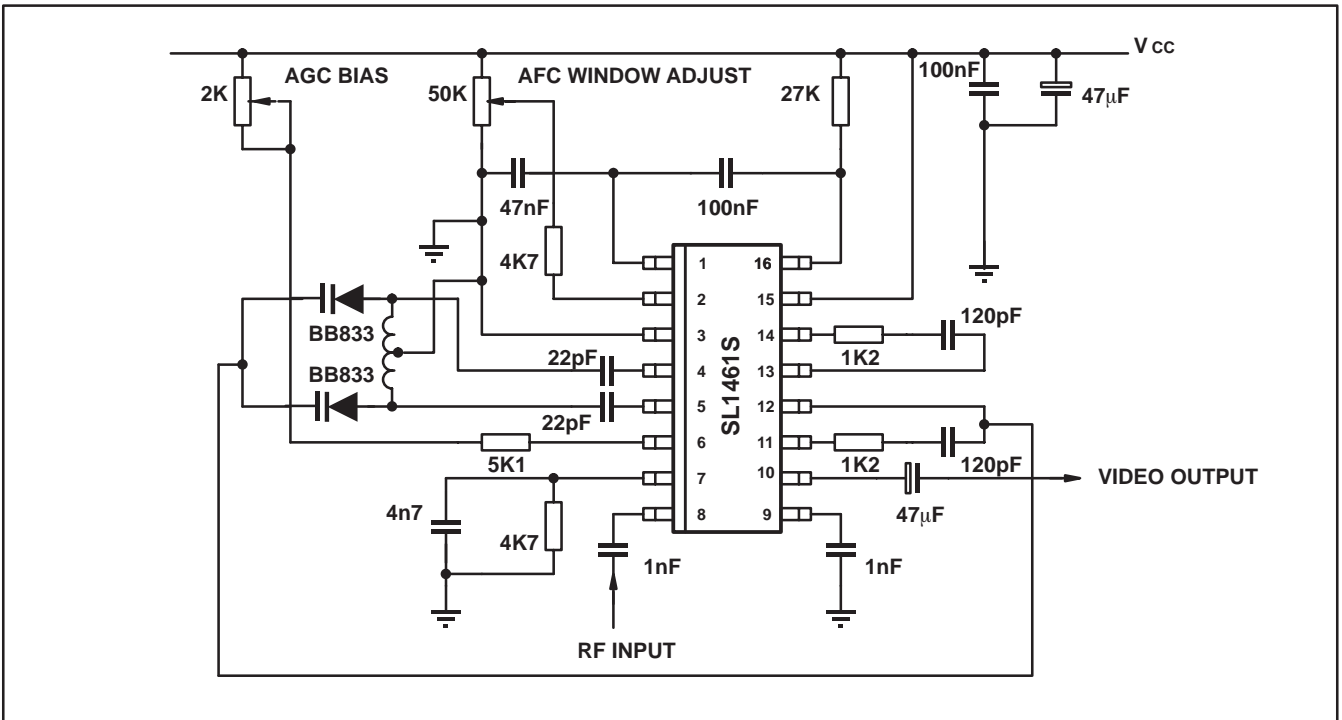 V CC
AGC BIAS
AFC WINDOW ADJUST
100nF
2K
50K
27K
47µF
47nF
100nF
4K7
1
16
2
15
120pF
BB833
3
14
22pF
1K2
BB833
4
13
SL1461S
5
12
22pF
6
11
5K1
1K2
120pF
7
10
VIDEO OUTPUT
4n7
47µF
8
9
4K7
1nF
1nF
RF INPUT